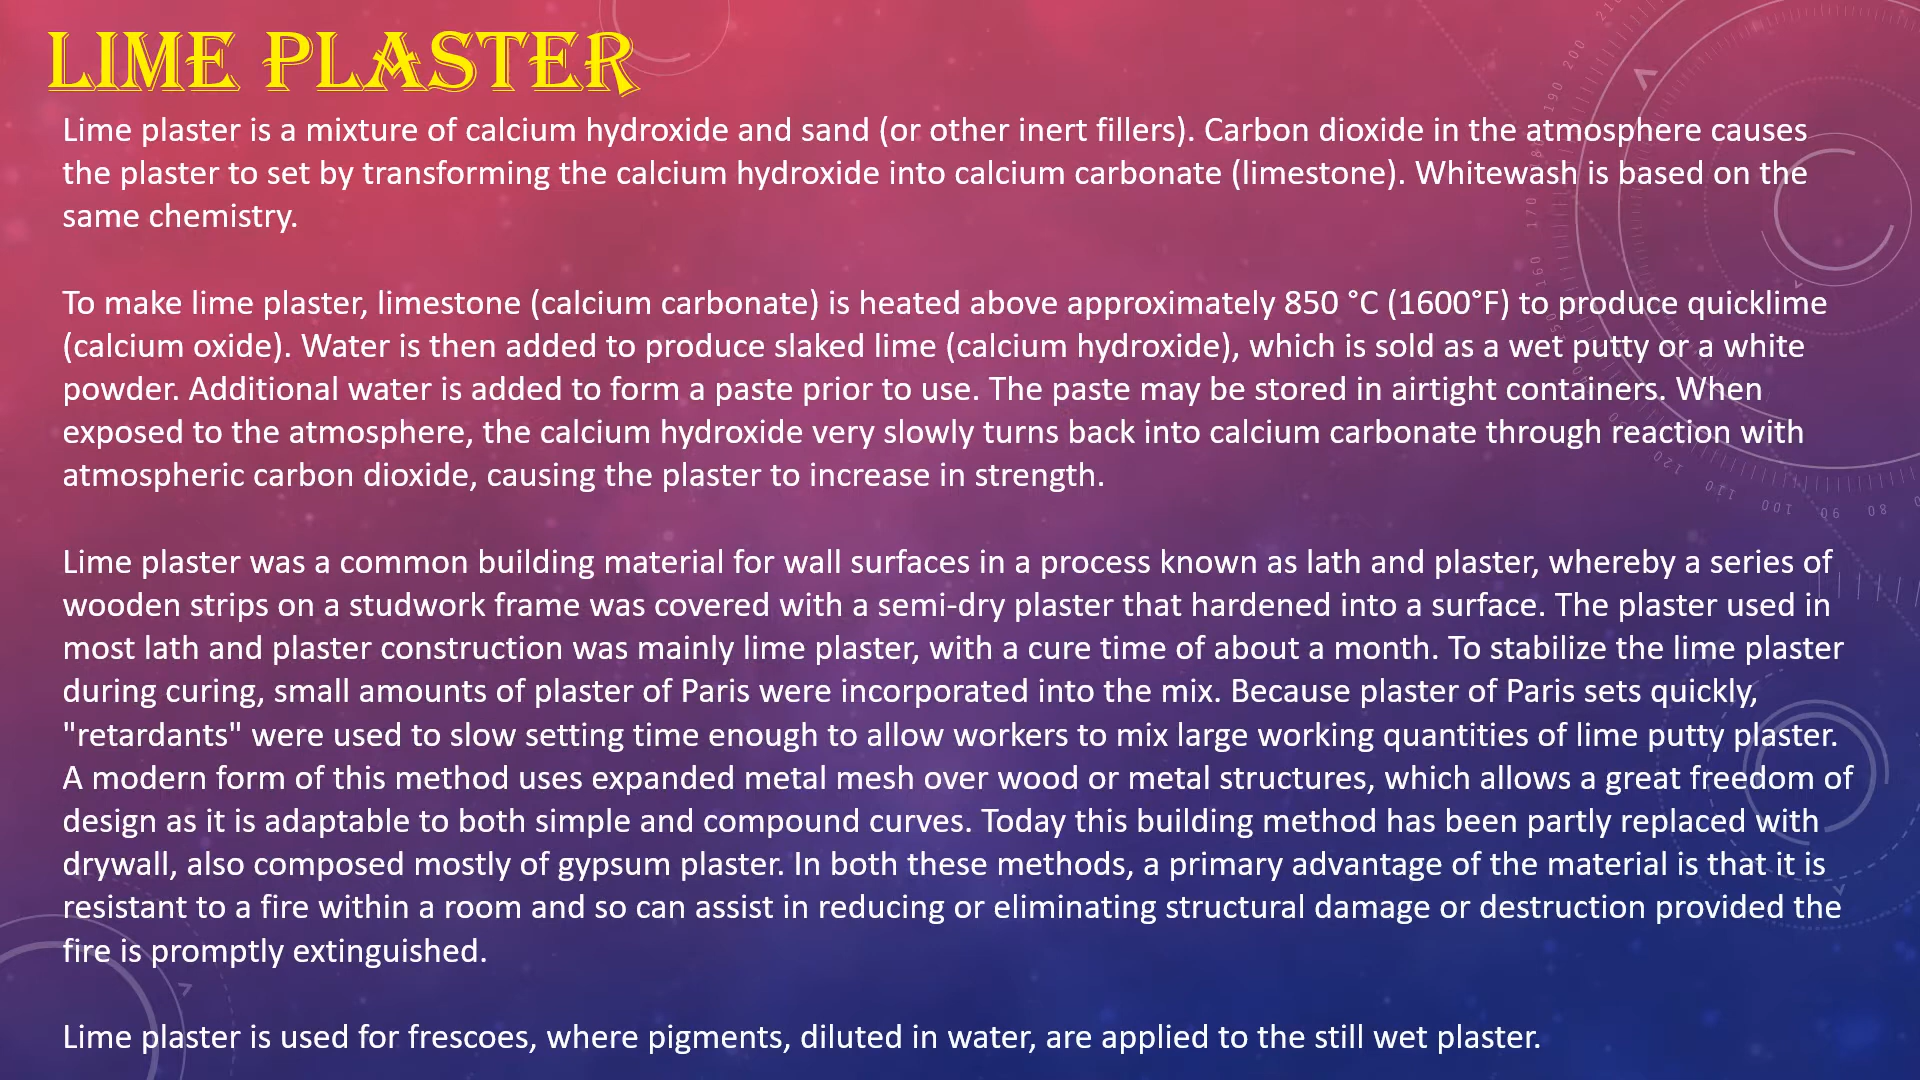 LIME PLASTER
Lime plaster is a mixture of calcium hydroxide and sand (or other inert fillers). Carbon dioxide in the atmosphere causes
the plaster to set by transforming the calcium hydroxide into calcium carbonate (limestone). Whitewash is based on the
same chemistry.
To make lime plaster, limestone (calcium carbonate) is heated above approximately 850 °C (1600°F) to produce quicklime
(calcium oxide). Water is then added to produce slaked lime (calcium hydroxide), which is sold as a wet putty or a white
powder. Additional water is added to form a paste prior to use. The paste may be stored in airtight containers. When
exposed to the atmosphere, the calcium hydroxide very slowly turns back into calcium carbonate through reaction with
atmospheric carbon dioxide, causing the plaster to increase in strength.
Lime plaster was a common building material for wall surfaces in a process known as lath and plaster, whereby a series of
wooden strips on a studwork frame was covered with a semi-dry plaster that hardened into a surface. The plaster used in
most lath and plaster construction was mainly lime plaster, with a cure time of about a month. To stabilize the lime plaster
during curing, small amounts of plaster of Paris were incorporated into the mix. Because plaster of Paris sets quickly,
"retardants" were used to slow setting time enough to allow workers to mix large working quantities of lime putty plaster.
A modern form of this method uses expanded metal mesh over wood or metal structures, which allows a great freedom of
design as it is adaptable to both simple and compound curves. Today this building method has been partly replaced with
drywall, also composed mostly of gypsum plaster. In both these methods, a primary advantage of the material is that it is
resistant to a fire within a room and so can assist in reducing or eliminating structural damage or destruction provided the
fire is promptly extinguished.
Lime plaster is used for frescoes, where pigments, diluted in water, are applied to the still wet plaster.
200
190
170
160
120
110
100
90
80